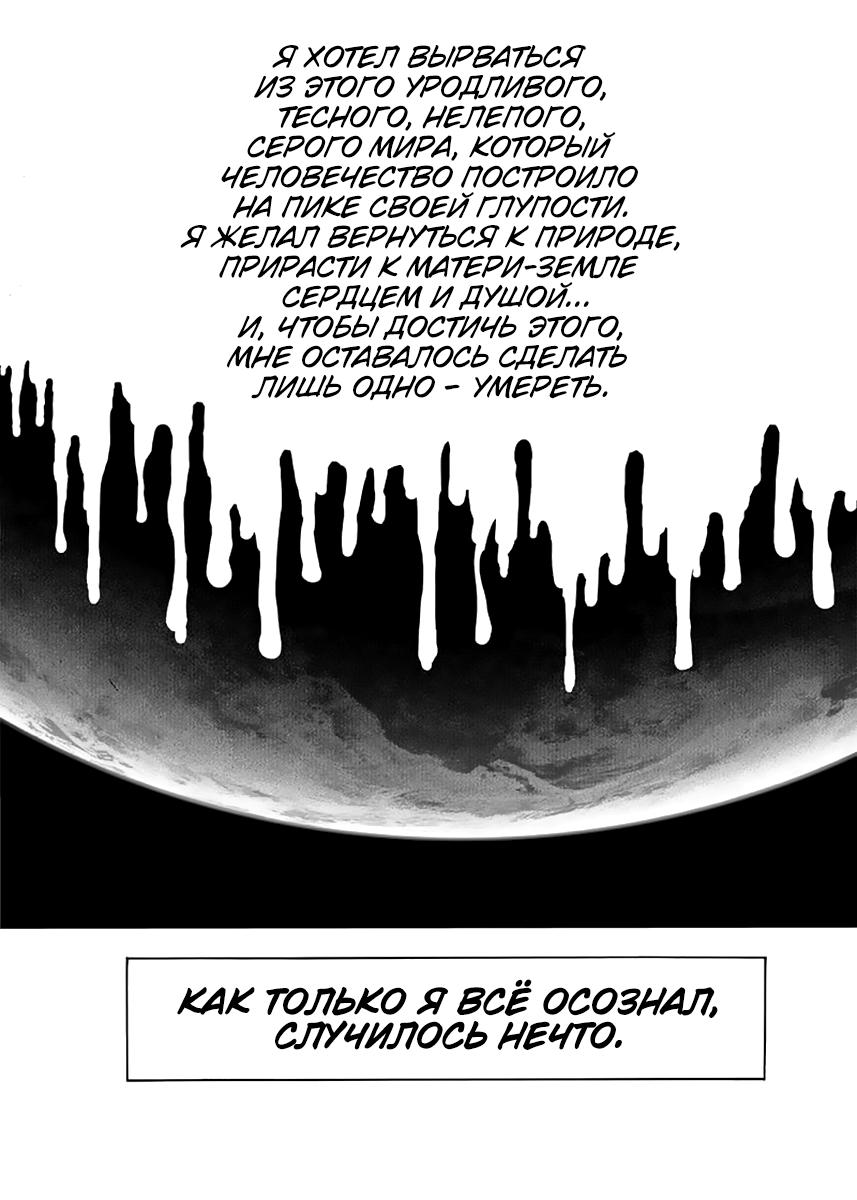 Я ХОТЕЛ ВЫРВАТЬСЯ
ИЗ ЭТОГО УРОДЛИВОГО,
ТЕСНОГО, НЕЛЕПОГО,
СЕРОГО МИРА, КОТОРЫЙ
ЧЕЛОВЕЧЕСТВО ПОСТРОИЛО
НА ПИКЕ СВОЕЙ ГЛУПОСТИ.
Я ЖЕЛАЛ ВЕРНУТЬСЯ К ПРИРОДЕ,
ПРИРАСТИ К МАТЕРИ-ЗЕМЛЕ
СЕРДЦЕМ И ДУШОЙ...
И, ЧТОБЫ ДОСТИЧЬ ЭТОГО,
МНЕ ОСТАВАЛОСЬ СДЕЛАТЬ
ЛИШЬ ОДНО – УМЕРЕТЬ.
КАК ТОЛЬКО Я ВСЁ ОСОЗНАЛ,
СЛУЧИЛОСЬ НЕЧТО.